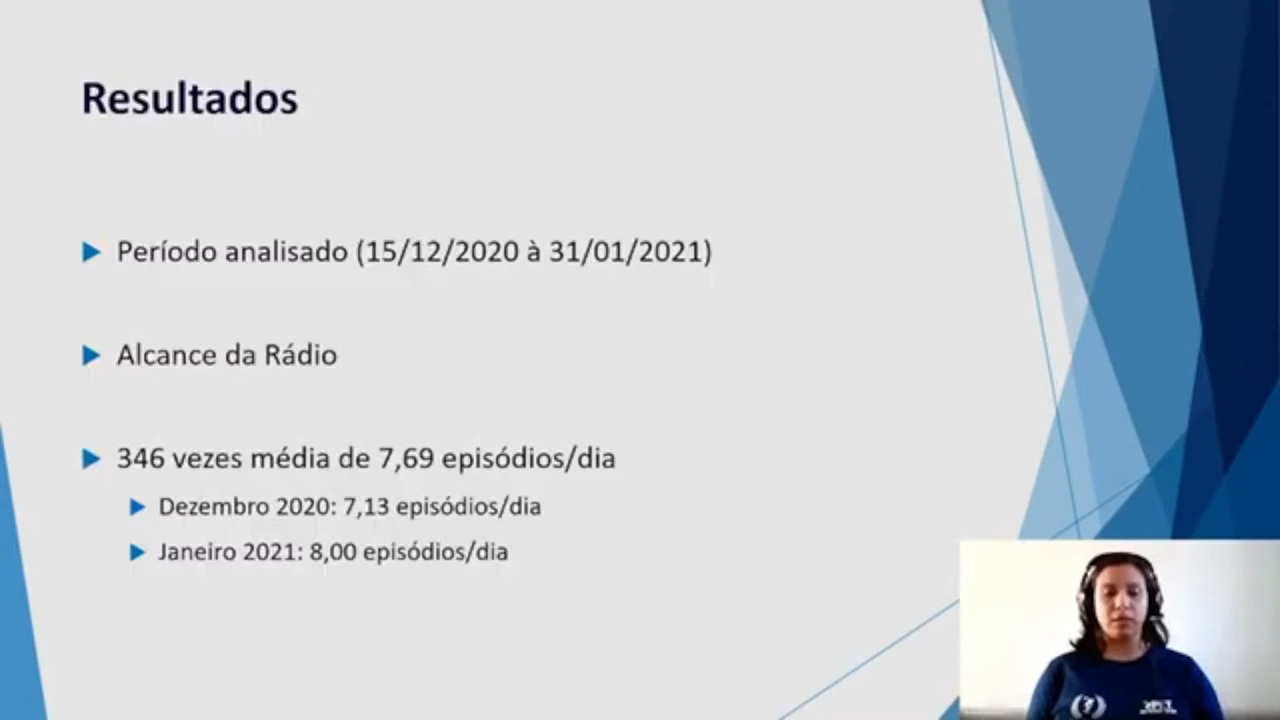 Resultados
Período analisado (15/12/2020 à 31/01/2021)
Alcance da Rádio
346 vezes média de 7,69 episódios/dia
Dezembro 2020: 7,13 episódios/dia
Janeiro 2021: 8,00 episódios/dia